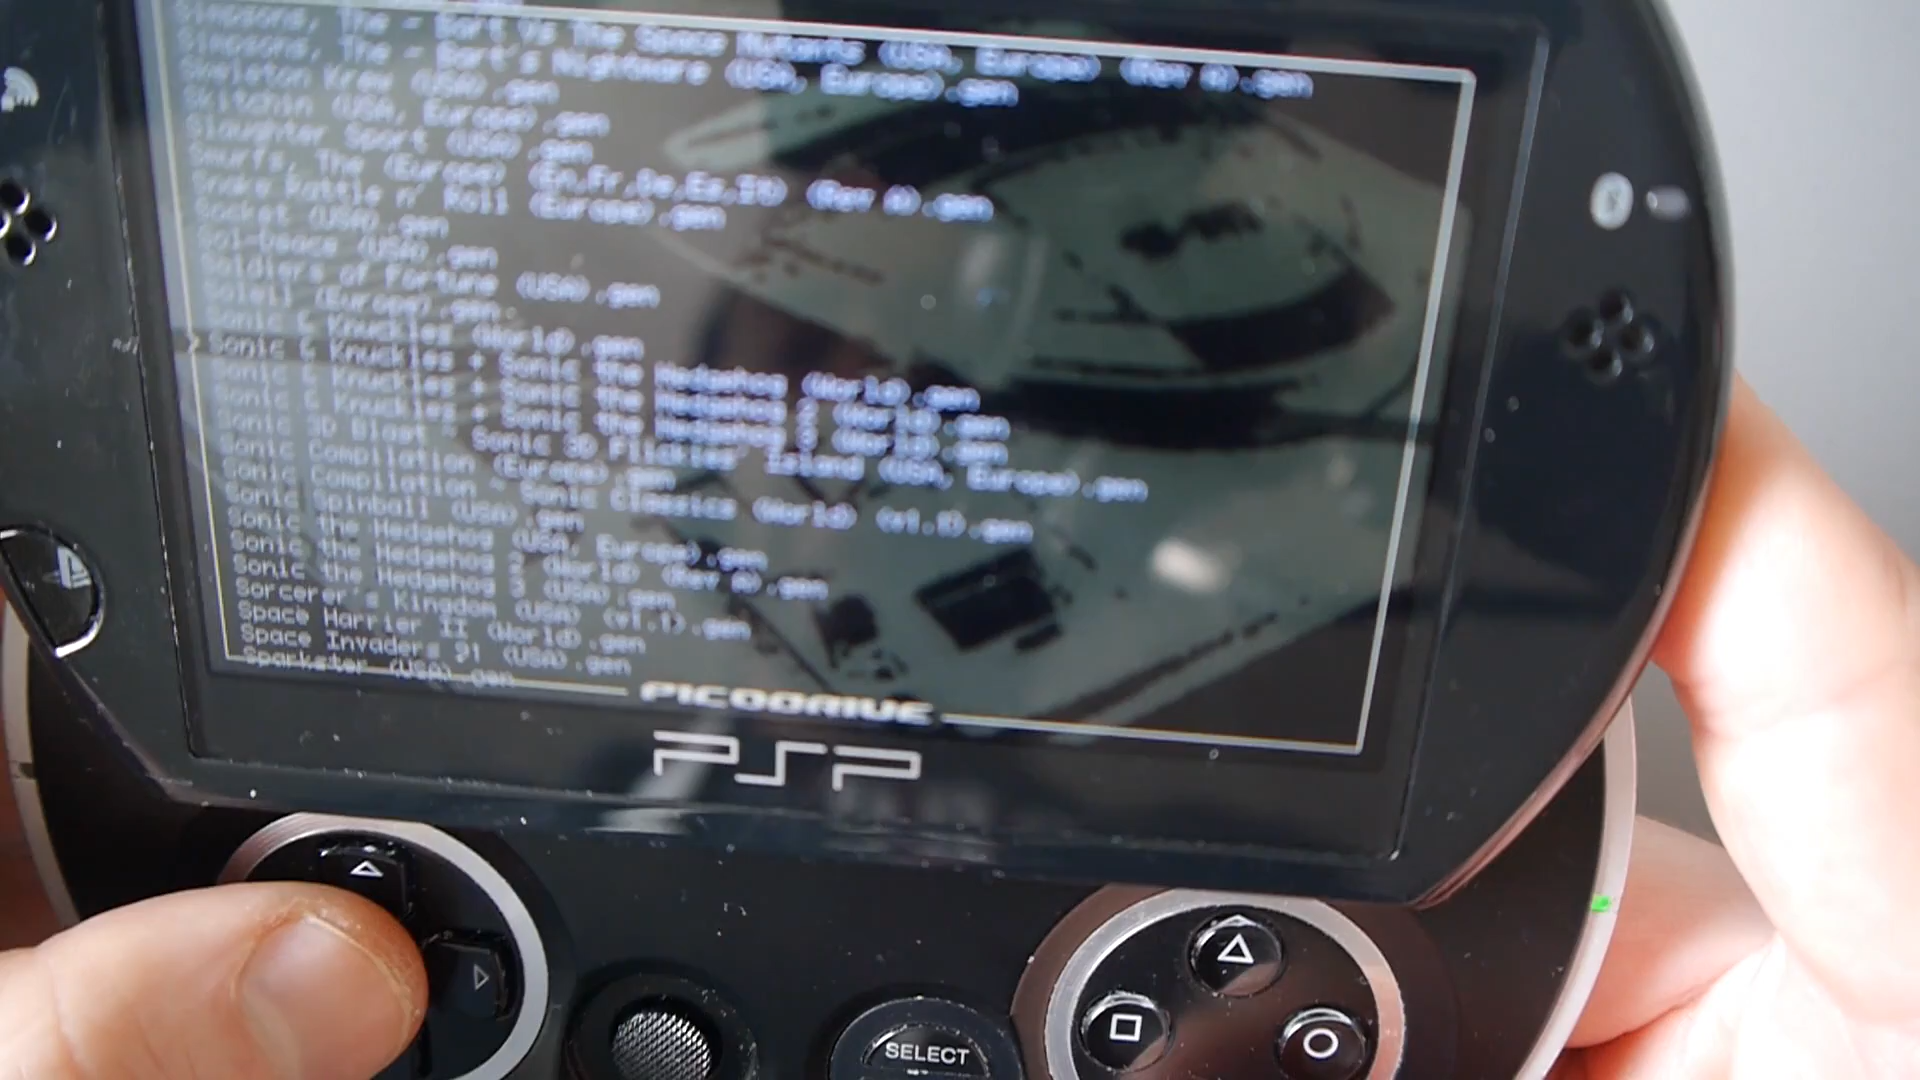 Simpsons, The - Bart vs The Space Mutants (USA, Europe) (Rev A).gen
Simpsons, The - Bart's Nightmare (USA, Europe).gen
Skeleton Krew (USA).gen
Skitchin (USA, Europe).gen
Slaughter Sport (USA).gen
Smurfs, The (Europe) (En,Fr,De,Es,It) (Rev A).gen
Snake Rattle n' Roll (Europe).gen
Socket (USA).gen
Sol-Deace (USA).gen
Soldiers of Fortune (USA).gen
Soleil (Europe).gen
Sonic & Knuckles (World).gen
Sonic & Knuckles + Sonic the Hedgehog (World).gen
Sonic & Knuckles + Sonic the Hedgehog 2 (World).gen
Sonic & Knuckles + Sonic the Hedgehog 3 (World).gen
Sonic 3D Blast ~ Sonic 3D Flickies' Island (USA, Europe).gen
Sonic Compilation (Europe).gen
Sonic Compilation ~ Sonic Classics (World) (v1.1).gen
Sonic Spinball (USA).gen
Sonic the Hedgehog (USA, Europe).gen
Sonic the Hedgehog 2 (World) (Rev A).gen
Sonic the Hedgehog 3 (USA).gen
Sorcerer's Kingdom (USA) (v1.1).gen
Space Harrier II (World).gen
Space Invaders 91 (USA).gen
Sparkster (USA).gen
PICODRIVE
PSP
SELECT